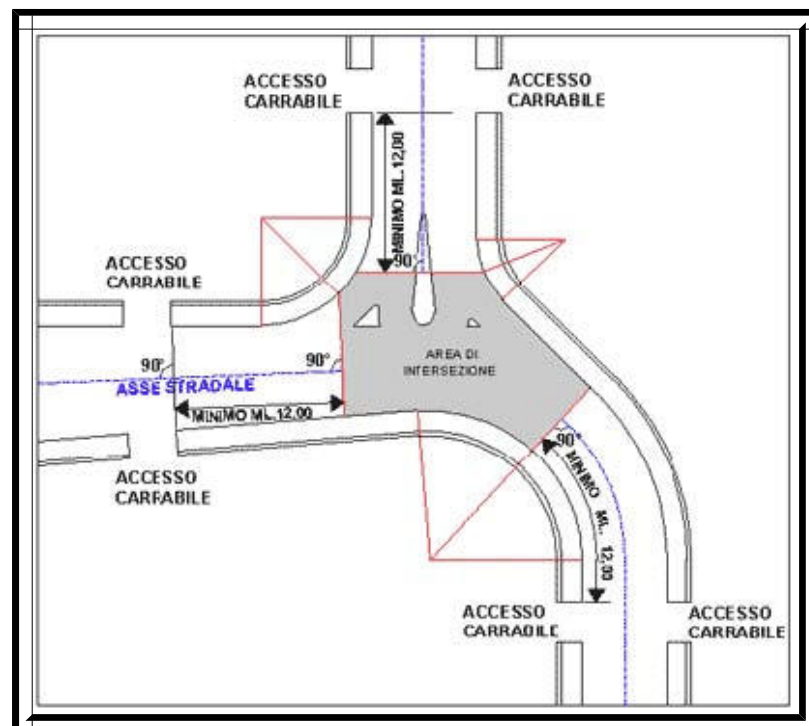 ACCESSO
CARRABILE
ACCESSO
CARRABILE
MINIMO ML.12,00
90°
ACCESSO
CARRABILE
90°
90°
ASSE STRADALE
MINIMO ML.12,00
AREA DI
INTERSEZIONE
90°
MINIMO ML. 12,00
ACCESSO
CARRABILE
ACCESSO
CARRABILE
ACCESSO
CARRABILE